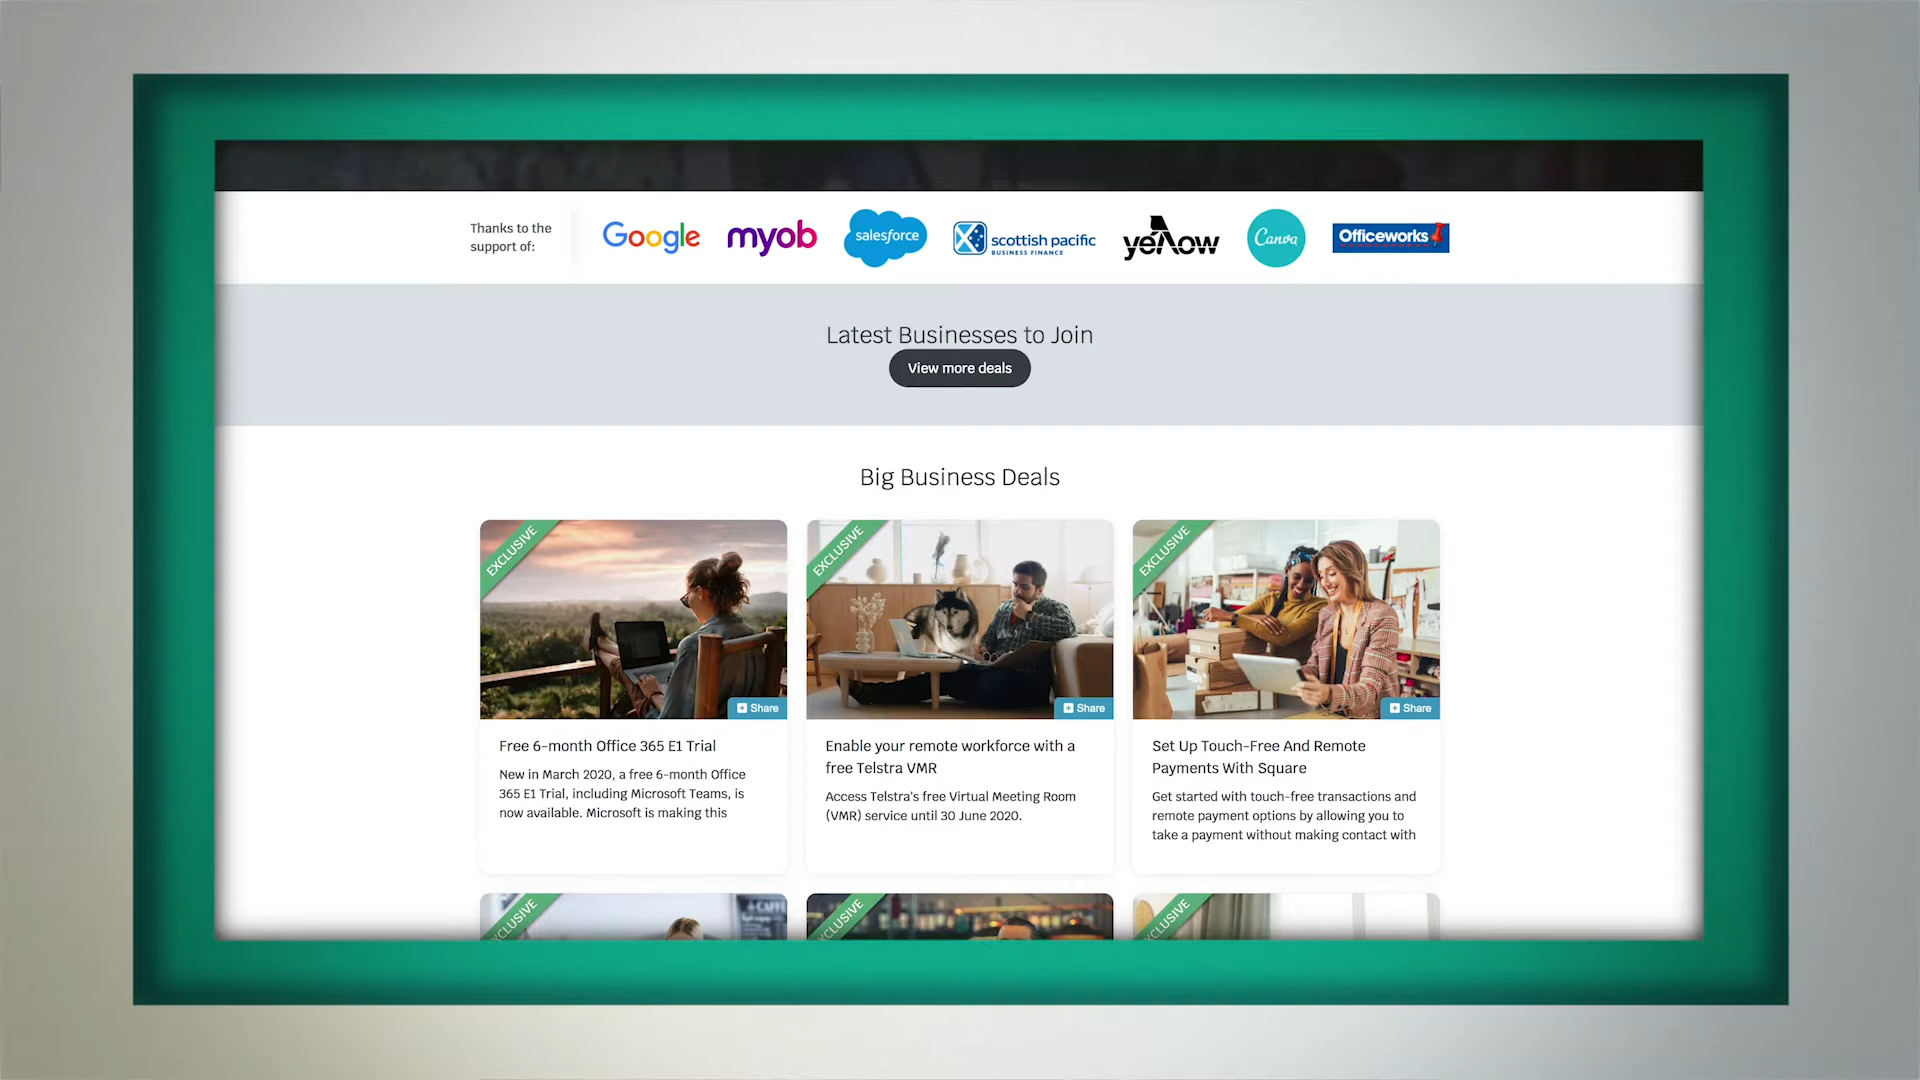 Thanks to the
support of:
Google
myob
salesforce
scottish pacific
BUSINESS FINANCE
yellow
Canva
Officeworks
Latest Businesses to Join
View more deals
Big Business Deals
EXCLUSIVE
EXCLUSIVE
EXCLUSIVE
Share
Share
Share
Free 6-month Office 365 E1 Trial
New in March 2020, a free 6-month Office
365 E1 Trial, including Microsoft Teams, is
now available. Microsoft is making this
Enable your remote workforce with a
free Telstra VMR
Access Telstra's free Virtual Meeting Room
(VMR) service until 30 June 2020.
Set Up Touch-Free And Remote
Payments With Square
Get started with touch-free transactions and
remote payment options by allowing you to
take a payment without making contact with
EXCLUSIVE
EXCLUSIVE
EXCLUSIVE